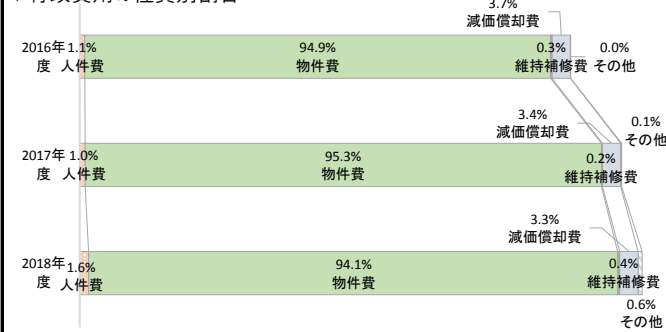 3.7%
減価償却費
2016年度
1.1%
人件費
94.9%
物件費
0.3%
維持補修費
0.0%
その他
3.4%
減価償却費
0.1%
その他
2017年度
1.0%
人件費
95.3%
物件費
0.2%
維持補修費
3.3%
減価償却費
2018年度
1.6%
人件費
94.1%
物件費
0.4%
維持補修費
0.6%
その他